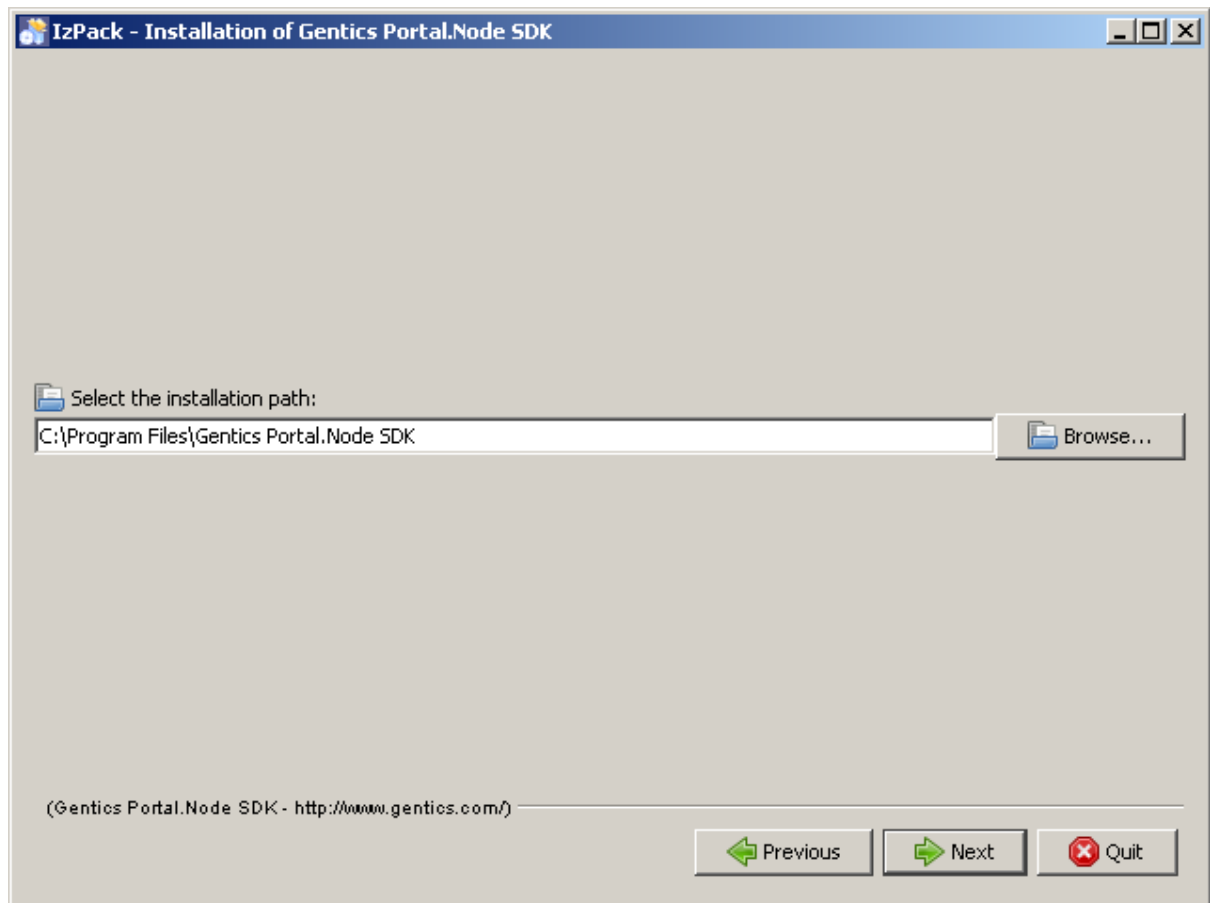 IzPack - Installation of Gentics Portal.Node SDK
Select the installation path:
C:\Program Files\Gentics Portal.Node SDK
Browse...
(Gentics Portal.Node SDK - http://www.gentics.com/)
Previous
Next
Quit